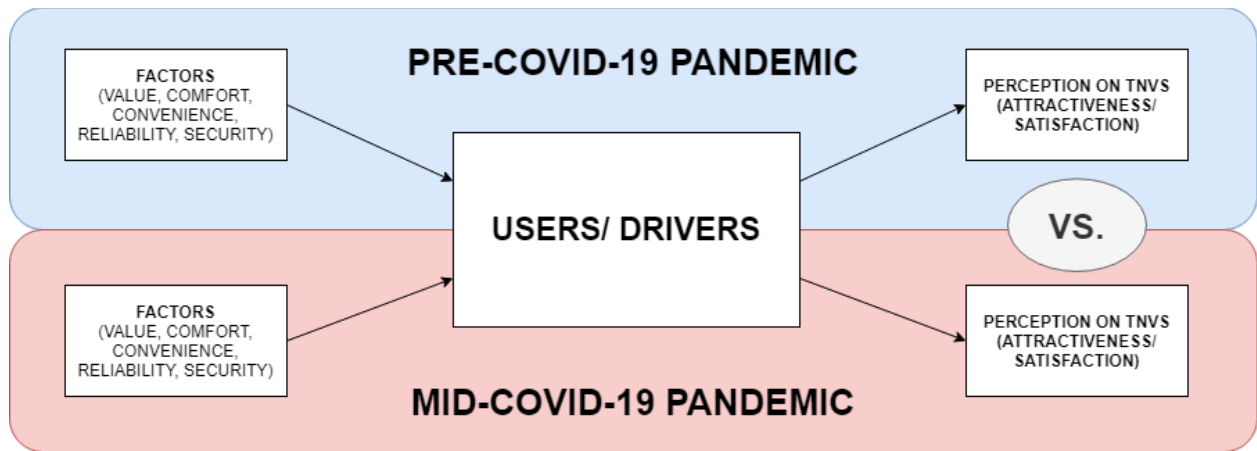 PRE-COVID-19 PANDEMIC
FACTORS
(VALUE, COMFORT,
CONVENIENCE,
RELIABILITY, SECURITY)
PERCEPTION ON TNVS
(ATTRACTIVENESS/
SATISFACTION)
USERS/ DRIVERS
VS.
FACTORS
(VALUE, COMFORT,
CONVENIENCE,
RELIABILITY, SECURITY)
PERCEPTION ON TNVS
(ATTRACTIVENESS/
SATISFACTION)
MID-COVID-19 PANDEMIC